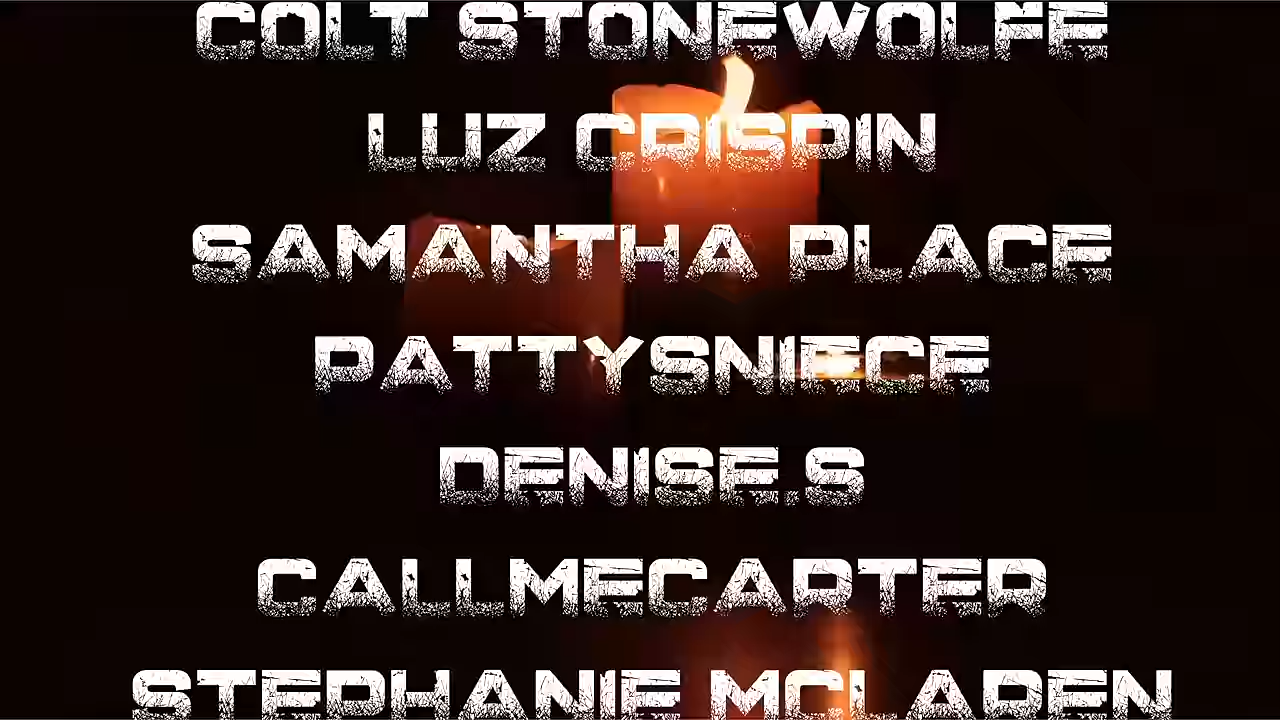 COLT STONEWOLFE
LUZ CRISPIN
SAMANTHA PLACE
PATTYSNIECE
DENISE.S
CALLMECARTER
STEPHANIE MCLAREN